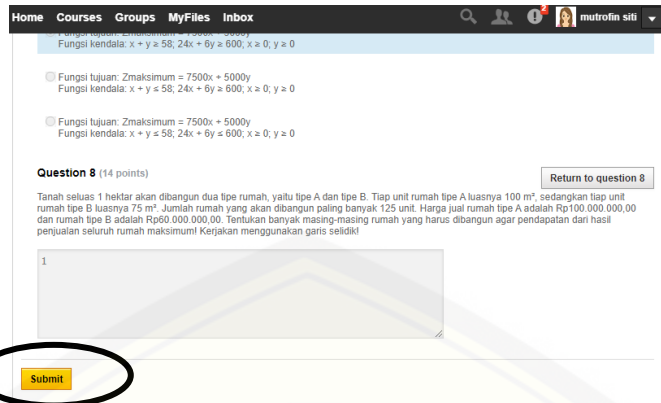 Home Courses Groups MyFiles Inbox 2 mutrofin siti
Fungsi tujuan: Zmaksimum = 7500x + 5000y
Fungsi kendala: x + y ≥ 58; 24x + 6y ≥ 600; x ≥ 0; y ≥ 0
Fungsi tujuan: Zmaksimum = 7500x + 5000y
Fungsi kendala: x + y ≤ 58; 24x + 6y ≥ 600; x ≥ 0; y ≥ 0
Fungsi tujuan: Zmaksimum = 7500x + 5000y
Fungsi kendala: x + y ≤ 58; 24x + 6y ≤ 600; x ≥ 0; y ≥ 0
Question 8 (14 points)
Return to question 8
Tanah seluas 1 hektar akan dibangun dua tipe rumah, yaitu tipe A dan tipe B. Tiap unit rumah tipe A luasnya 100 m², sedangkan tiap unit
rumah tipe B luasnya 75 m². Jumlah rumah yang akan dibangun paling banyak 125 unit. Harga jual rumah tipe A adalah Rp100.000.000,00
dan rumah tipe B adalah Rp60.000.000,00. Tentukan banyak masing-masing rumah yang harus dibangun agar pendapatan dari hasil
penjualan seluruh rumah maksimum! Kerjakan menggunakan garis selidik!
1
Submit